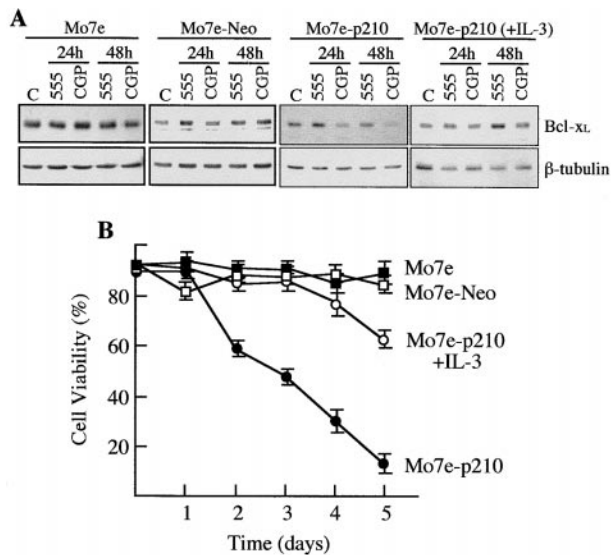 A
Mo7e Mo7e-Neo Mo7e-p210 Mo7e-p210 (+IL-3)
24h 48h 24h 48h 24h 48h 24h 48h
C 555 CGP 555 CGP C 555 CGP 555 CGP C 555 CGP 555 CGP C 555 CGP 555 CGP
Bcl-xL
β-tubulin
B
Cell Viability (%)
80
60
40
20
Mo7e
Mo7e-Neo
Mo7e-p210
+IL-3
Mo7e-p210
1 2 3 4 5
Time (days)